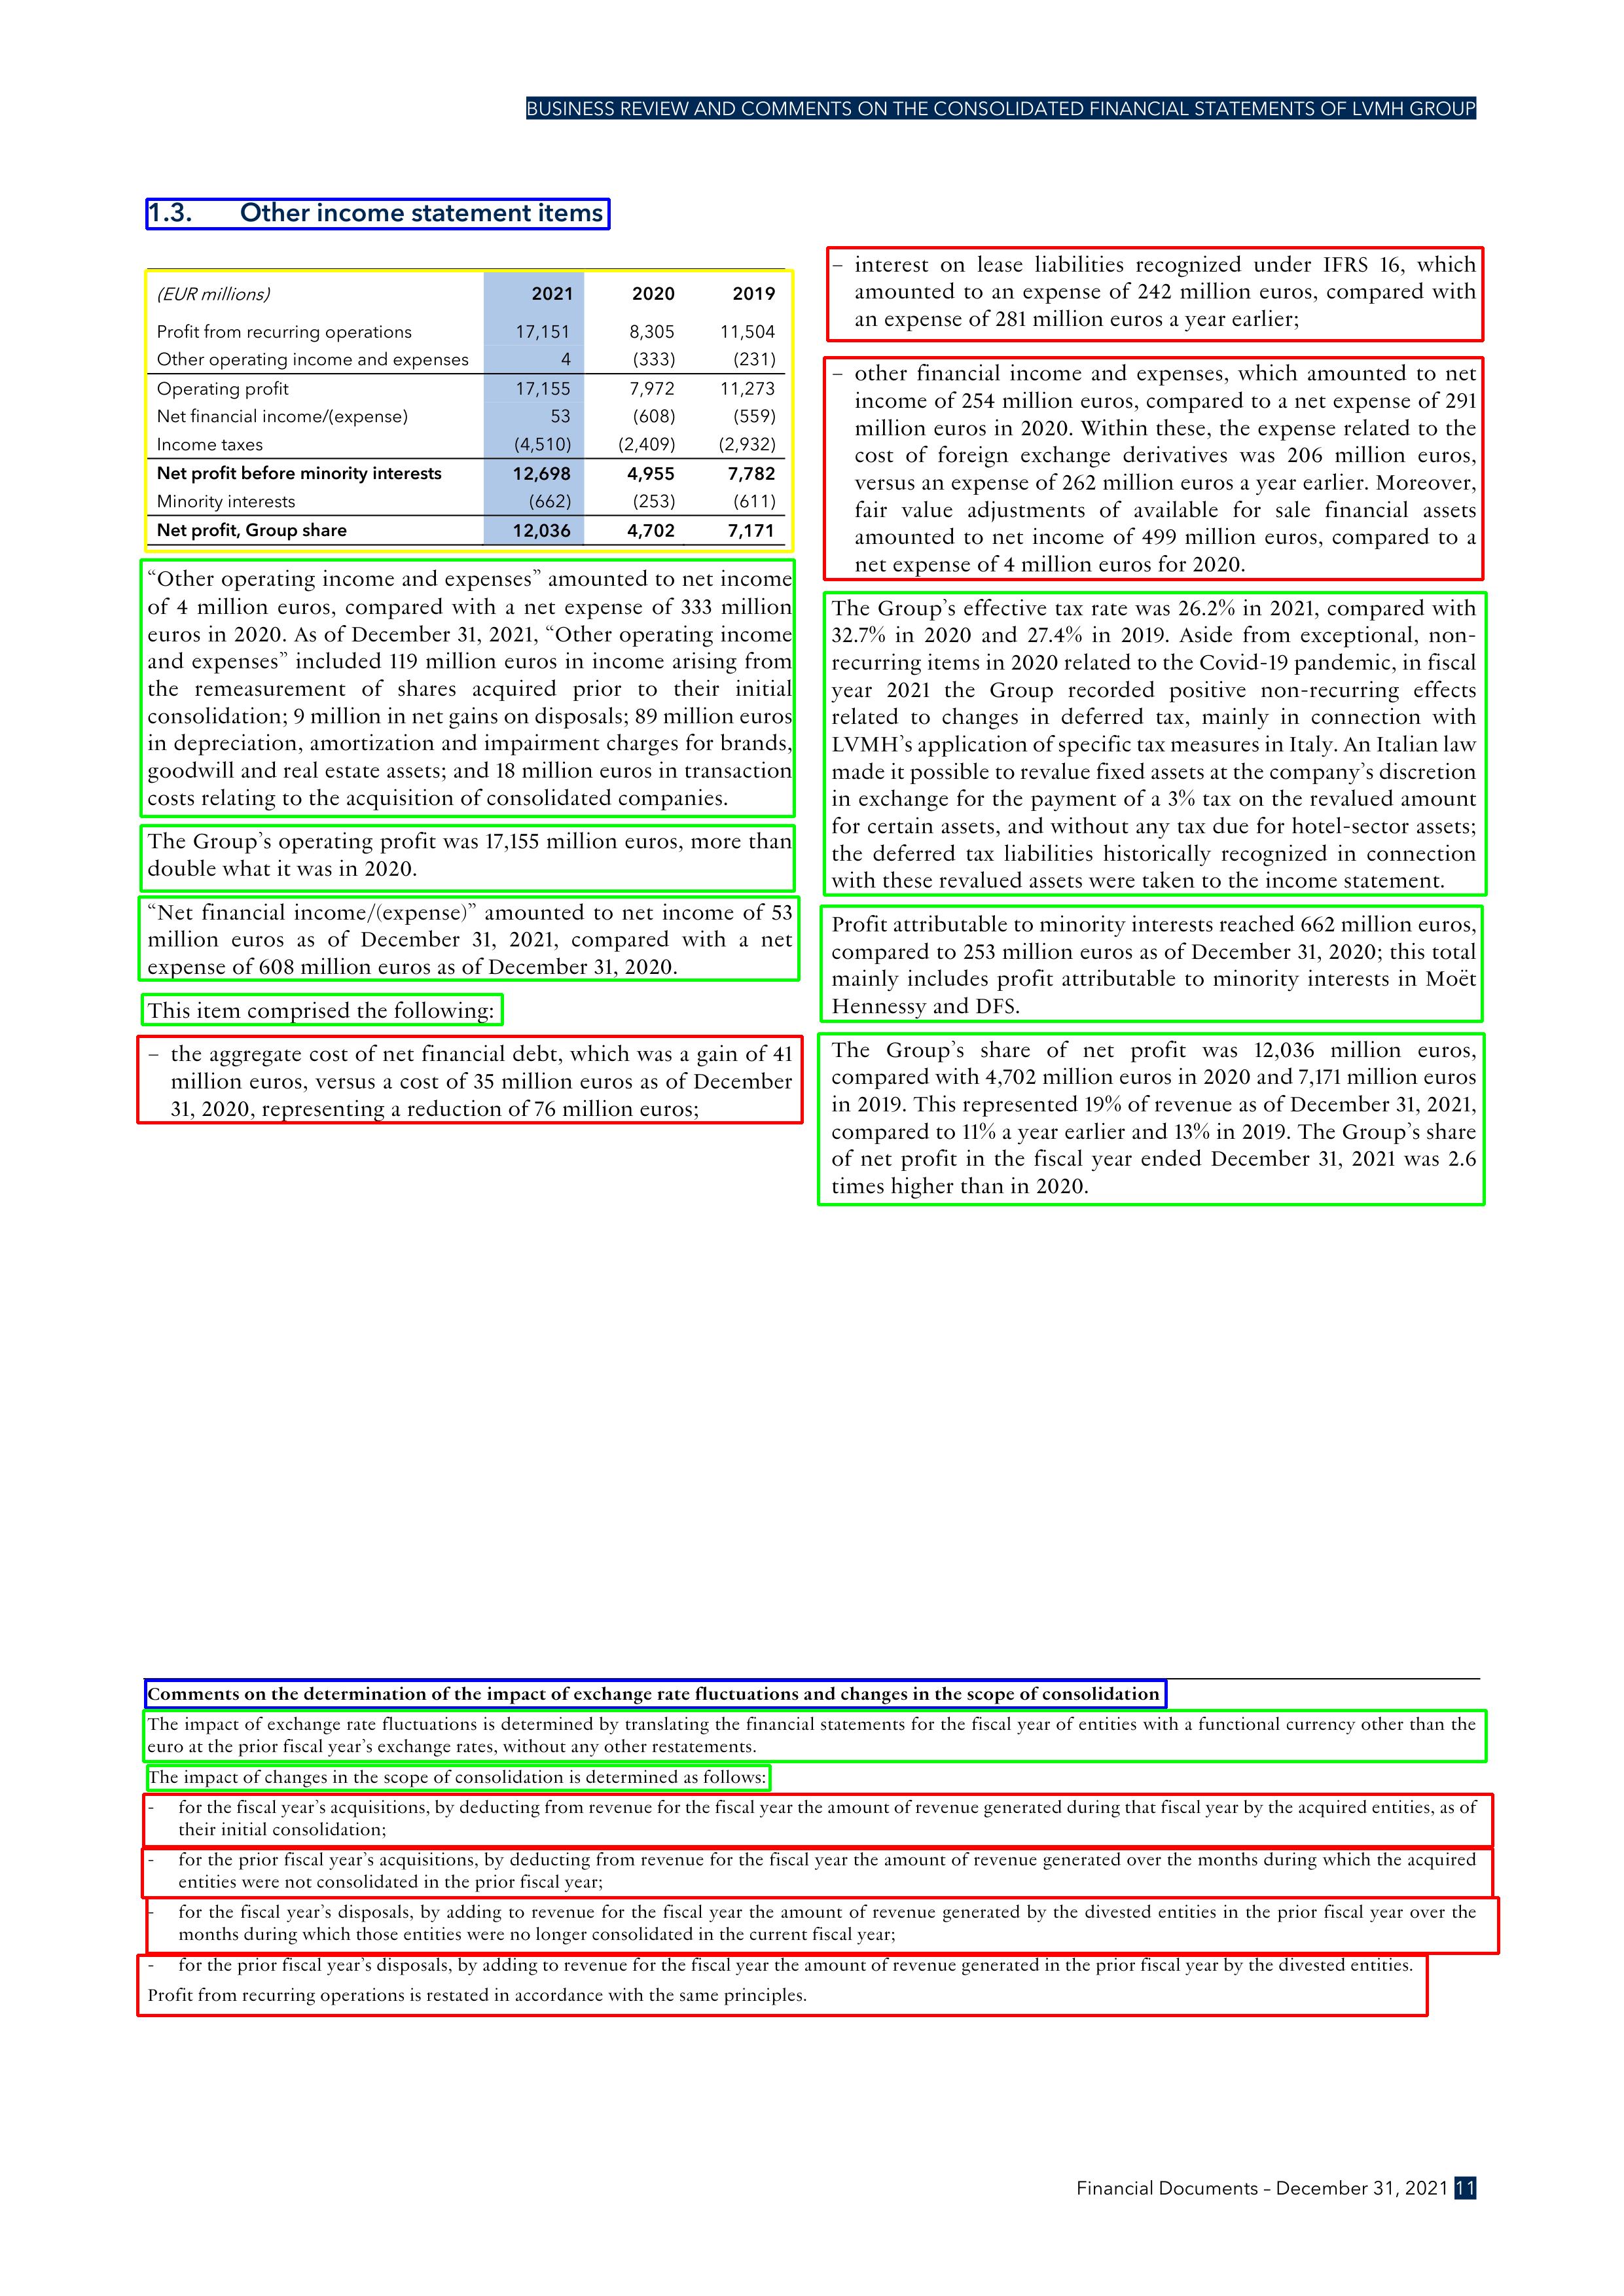 BUSINESS REVIEW AND COMMENTS ON THE CONSOLIDATED FINANCIAL STATEMENTS OF LVMH GROUP
1.3. Other income statement items
(EUR millions) 2021 2020 2019
Profit from recurring operations 17,151 8,305 11,504
Other operating income and expenses 4 (333) (231)
Operating profit 17,155 7,972 11,273
Net financial income/(expense) 53 (608) (559)
Income taxes (4,510) (2,409) (2,932)
Net profit before minority interests 12,698 4,955 7,782
Minority interests (662) (253) (611)
Net profit, Group share 12,036 4,702 7,171
“Other operating income and expenses” amounted to net income
of 4 million euros, compared with a net expense of 333 million
euros in 2020. As of December 31, 2021, “Other operating income
and expenses” included 119 million euros in income arising from
the remeasurement of shares acquired prior to their initial
consolidation; 9 million in net gains on disposals; 89 million euros
in depreciation, amortization and impairment charges for brands,
goodwill and real estate assets; and 18 million euros in transaction
costs relating to the acquisition of consolidated companies.
The Group’s operating profit was 17,155 million euros, more than
double what it was in 2020.
“Net financial income/(expense)” amounted to net income of 53
million euros as of December 31, 2021, compared with a net
expense of 608 million euros as of December 31, 2020.
This item comprised the following:
– the aggregate cost of net financial debt, which was a gain of 41
million euros, versus a cost of 35 million euros as of December
31, 2020, representing a reduction of 76 million euros;
– interest on lease liabilities recognized under IFRS 16, which
amounted to an expense of 242 million euros, compared with
an expense of 281 million euros a year earlier;
– other financial income and expenses, which amounted to net
income of 254 million euros, compared to a net expense of 291
million euros in 2020. Within these, the expense related to the
cost of foreign exchange derivatives was 206 million euros,
versus an expense of 262 million euros a year earlier. Moreover,
fair value adjustments of available for sale financial assets
amounted to net income of 499 million euros, compared to a
net expense of 4 million euros for 2020.
The Group’s effective tax rate was 26.2% in 2021, compared with
32.7% in 2020 and 27.4% in 2019. Aside from exceptional, non-
recurring items in 2020 related to the Covid-19 pandemic, in fiscal
year 2021 the Group recorded positive non-recurring effects
related to changes in deferred tax, mainly in connection with
LVMH’s application of specific tax measures in Italy. An Italian law
made it possible to revalue fixed assets at the company’s discretion
in exchange for the payment of a 3% tax on the revalued amount
for certain assets, and without any tax due for hotel-sector assets;
the deferred tax liabilities historically recognized in connection
with these revalued assets were taken to the income statement.
Profit attributable to minority interests reached 662 million euros,
compared to 253 million euros as of December 31, 2020; this total
mainly includes profit attributable to minority interests in Moët
Hennessy and DFS.
The Group’s share of net profit was 12,036 million euros,
compared with 4,702 million euros in 2020 and 7,171 million euros
in 2019. This represented 19% of revenue as of December 31, 2021,
compared to 11% a year earlier and 13% in 2019. The Group’s share
of net profit in the fiscal year ended December 31, 2021 was 2.6
times higher than in 2020.
Comments on the determination of the impact of exchange rate fluctuations and changes in the scope of consolidation
The impact of exchange rate fluctuations is determined by translating the financial statements for the fiscal year of entities with a functional currency other than the
euro at the prior fiscal year’s exchange rates, without any other restatements.
The impact of changes in the scope of consolidation is determined as follows:
- for the fiscal year’s acquisitions, by deducting from revenue for the fiscal year the amount of revenue generated during that fiscal year by the acquired entities, as of
their initial consolidation;
- for the prior fiscal year’s acquisitions, by deducting from revenue for the fiscal year the amount of revenue generated over the months during which the acquired
entities were not consolidated in the prior fiscal year;
- for the fiscal year’s disposals, by adding to revenue for the fiscal year the amount of revenue generated by the divested entities in the prior fiscal year over the
months during which those entities were no longer consolidated in the current fiscal year;
- for the prior fiscal year’s disposals, by adding to revenue for the fiscal year the amount of revenue generated in the prior fiscal year by the divested entities.
Profit from recurring operations is restated in accordance with the same principles.
Financial Documents – December 31, 2021 11